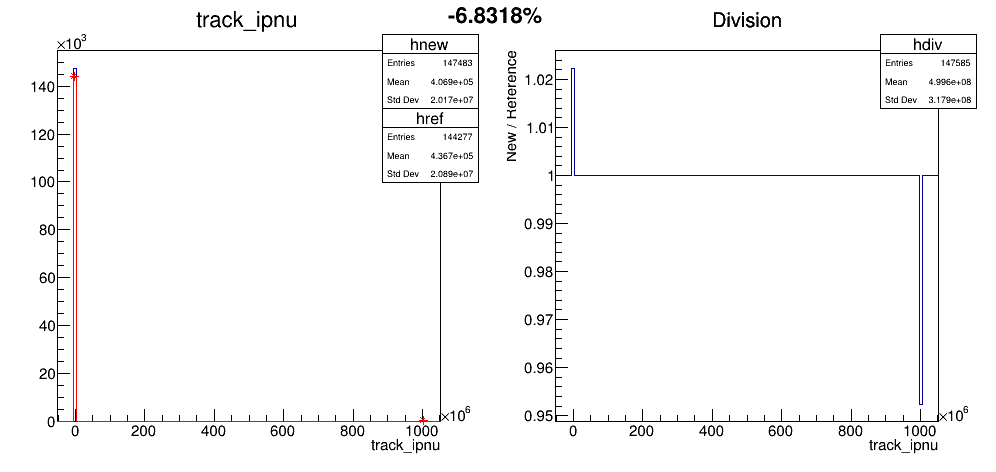 track_ipnu
-6.8318%
Division
×10³
hnew
Entries 147483
Mean 4.069e+05
Std Dev 2.017e+07
href
Entries 144277
Mean 4.367e+05
Std Dev 2.089e+07
140
120
100
80
60
40
20
0
0 200 400 600 800 1000 ×10⁶
track_ipnu
hdiv
Entries 147585
Mean 4.996e+08
Std Dev 3.179e+08
New / Reference
1.02
1.01
1
0.99
0.98
0.97
0.96
0.95
0 200 400 600 800 1000 ×10⁶
track_ipnu